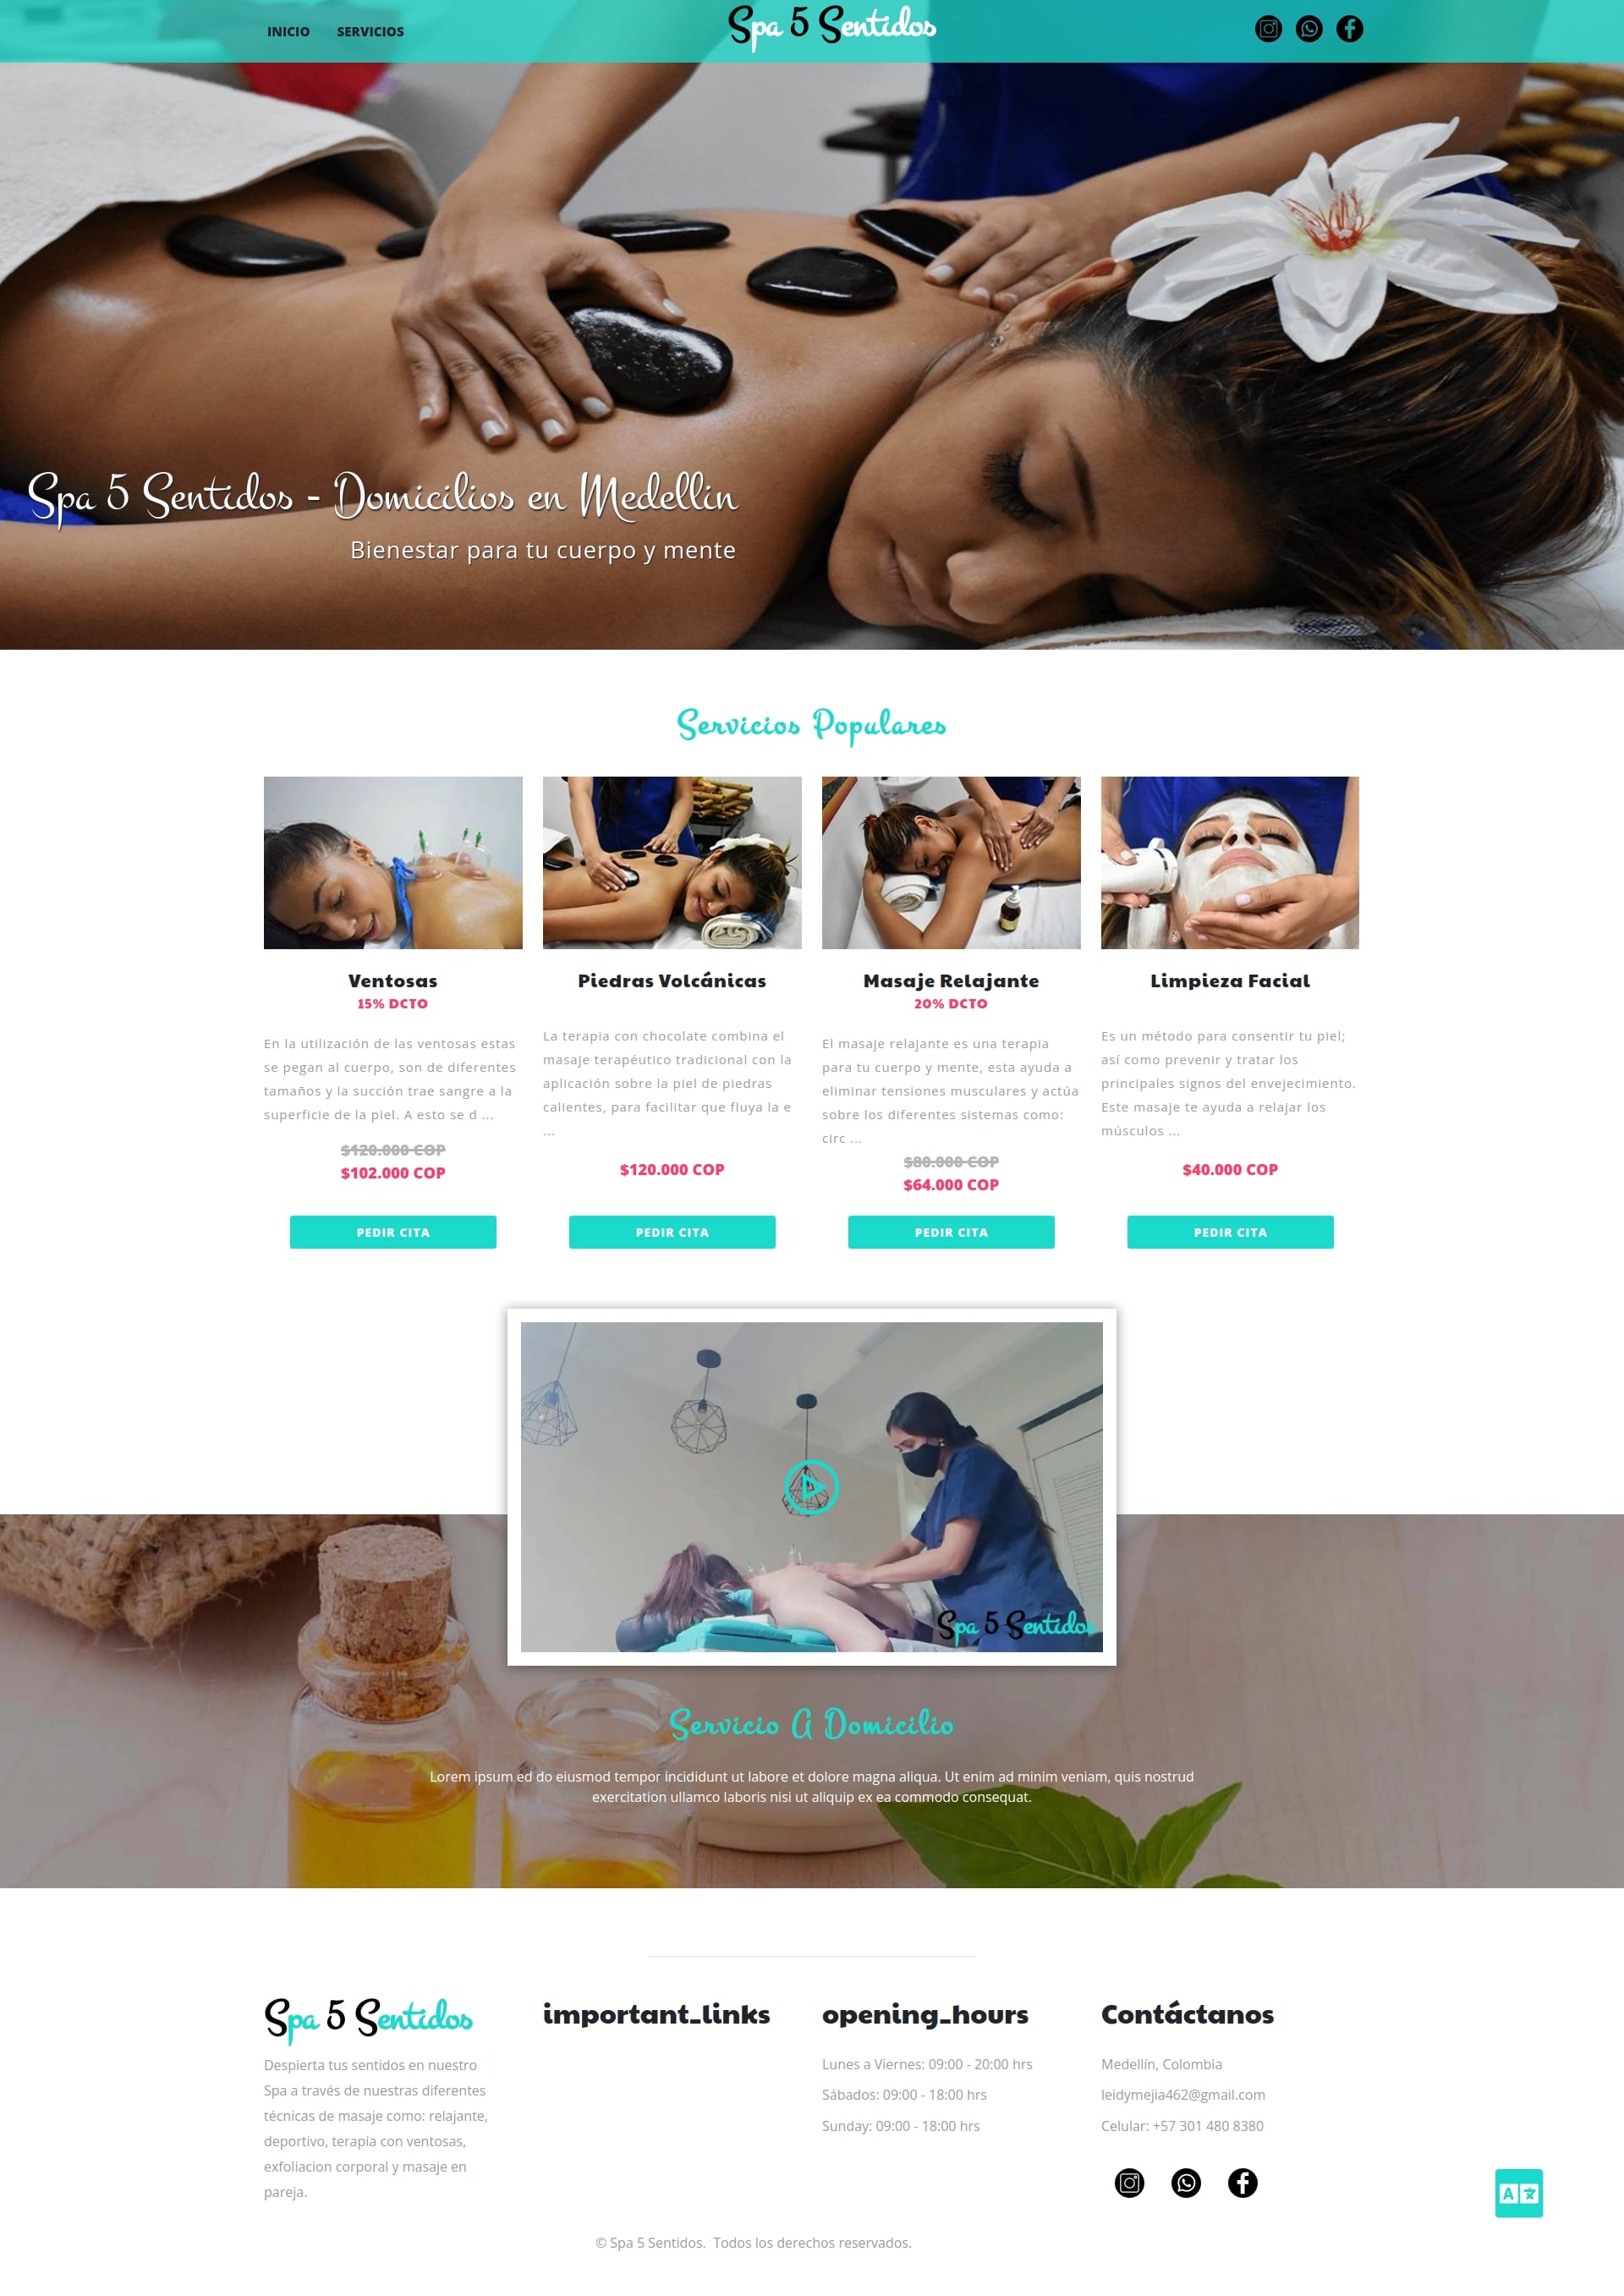 INICIO SERVICIOS
Spa 5 Sentidos
Spa 5 Sentidos - Domicilios en Medellin
Bienestar para tu cuerpo y mente
Servicios Populares
Ventosas
15% DCTO
En la utilización de las ventosas estas
se pegan al cuerpo, son de diferentes
tamaños y la succión trae sangre a la
superficie de la piel. A esto se d ...
$120.000 COP
$102.000 COP
PEDIR CITA
Piedras Volcánicas
La terapia con chocolate combina el
masaje terapéutico tradicional con la
aplicación sobre la piel de piedras
calientes, para facilitar que fluya la e
...
$120.000 COP
PEDIR CITA
Masaje Relajante
20% DCTO
El masaje relajante es una terapia
para tu cuerpo y mente, esta ayuda a
eliminar tensiones musculares y actúa
sobre los diferentes sistemas como:
circ ...
$80.000 COP
$64.000 COP
PEDIR CITA
Limpieza Facial
Es un método para consentir tu piel;
así como prevenir y tratar los
principales signos del envejecimiento.
Este masaje te ayuda a relajar los
músculos ...
$40.000 COP
PEDIR CITA
Spa 5 Sentidos
Servicio A Domicilio
Lorem ipsum ed do eiusmod tempor incididunt ut labore et dolore magna aliqua. Ut enim ad minim veniam, quis nostrud
exercitation ullamco laboris nisi ut aliquip ex ea commodo consequat.
Spa 5 Sentidos
Despierta tus sentidos en nuestro
Spa a través de nuestras diferentes
técnicas de masaje como: relajante,
deportivo, terapia con ventosas,
exfoliacion corporal y masaje en
pareja.
important_links
opening_hours
Lunes a Viernes: 09:00 - 20:00 hrs
Sábados: 09:00 - 18:00 hrs
Sunday: 09:00 - 18:00 hrs
Contáctanos
Medellín, Colombia
leidymejia462@gmail.com
Celular: +57 301 480 8380
© Spa 5 Sentidos. Todos los derechos reservados.